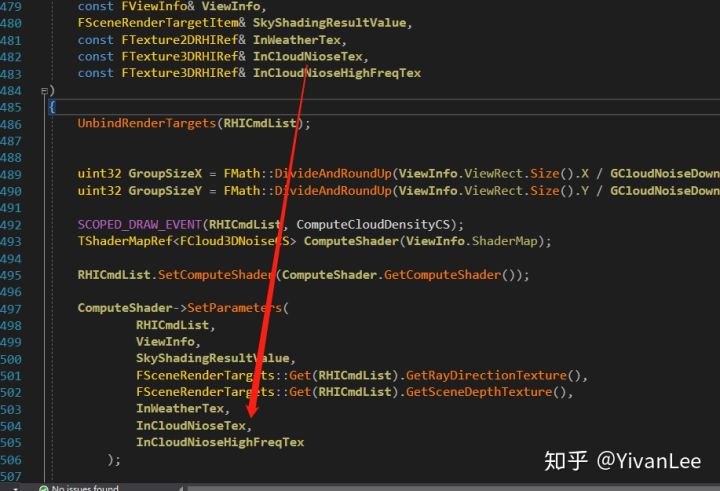 479 const FViewInfo& ViewInfo,
480 FSceneRenderTargetItem& SkyShadingResultValue,
481 const FTexture2DRHIRef& InWeatherTex,
482 const FTexture3DRHIRef& InCloudNioseTex,
483 const FTexture3DRHIRef& InCloudNioseHighFreqTex
484 )
485 {
486 UnbindRenderTargets(RHICmdList);
487
488
489 uint32 GroupSizeX = FMath::DivideAndRoundUp(ViewInfo.ViewRect.Size().X / GCloudNoiseDown
490 uint32 GroupSizeY = FMath::DivideAndRoundUp(ViewInfo.ViewRect.Size().Y / GCloudNoiseDown
491
492 SCOPED_DRAW_EVENT(RHICmdList, ComputeCloudDensityCS);
493 TShaderMapRef<FCloud3DNoiseCS> ComputeShader(ViewInfo.ShaderMap);
494
495 RHICmdList.SetComputeShader(ComputeShader.GetComputeShader());
496
497 ComputeShader->SetParameters(
498 RHICmdList,
499 ViewInfo,
500 SkyShadingResultValue,
501 FSceneRenderTargets::Get(RHICmdList).GetRayDirectionTexture(),
502 FSceneRenderTargets::Get(RHICmdList).GetSceneDepthTexture(),
503 InWeatherTex,
504 InCloudNioseTex,
505 InCloudNioseHighFreqTex
506 );
507
知乎 @YivanLee
No issues found